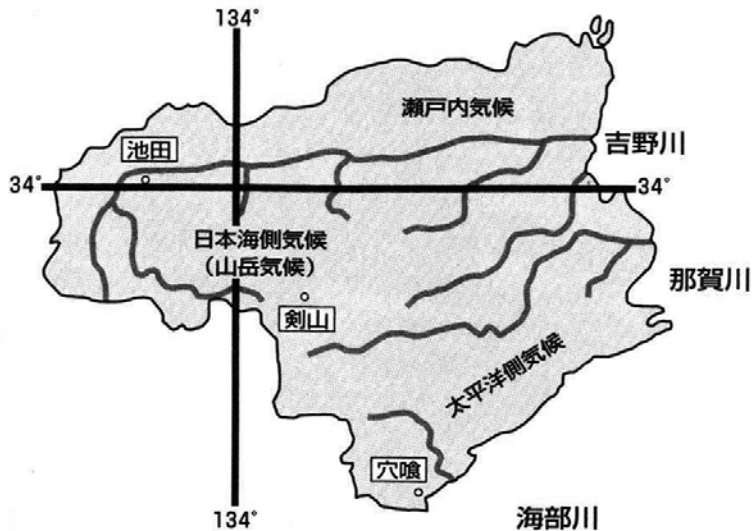 134°
瀬戸内気候
吉野川
池田
34°
34°
日本海側気候
（山岳気候）
那賀川
剣山
太平洋側気候
穴喰
134°
海部川